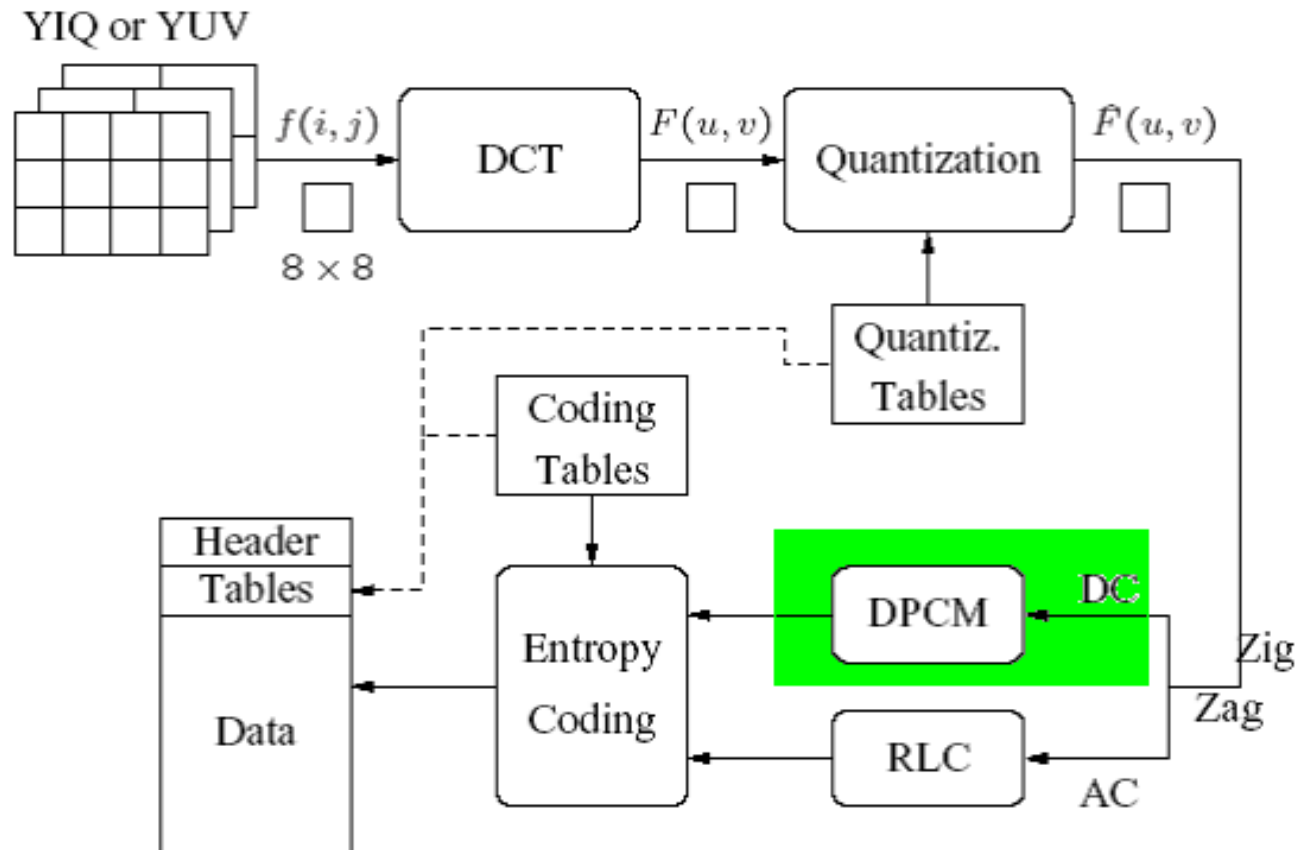 YIQ or YUV
f(i, j)
F(u, v)
F̂(u, v)
DCT
Quantization
8 × 8
Quantiz.
Tables
Coding
Tables
Header
Tables
Data
Entropy
Coding
DPCM
DC
Zig
Zag
RLC
AC